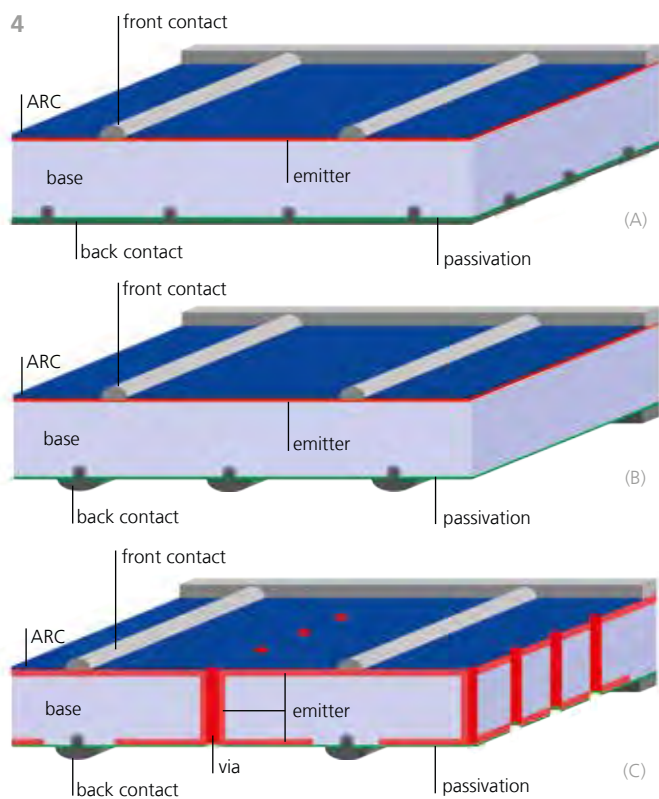 4
front contact
ARC
base
emitter
(A)
back contact
passivation
front contact
ARC
base
emitter
(B)
back contact
passivation
front contact
ARC
base
emitter
via
(C)
back contact
passivation